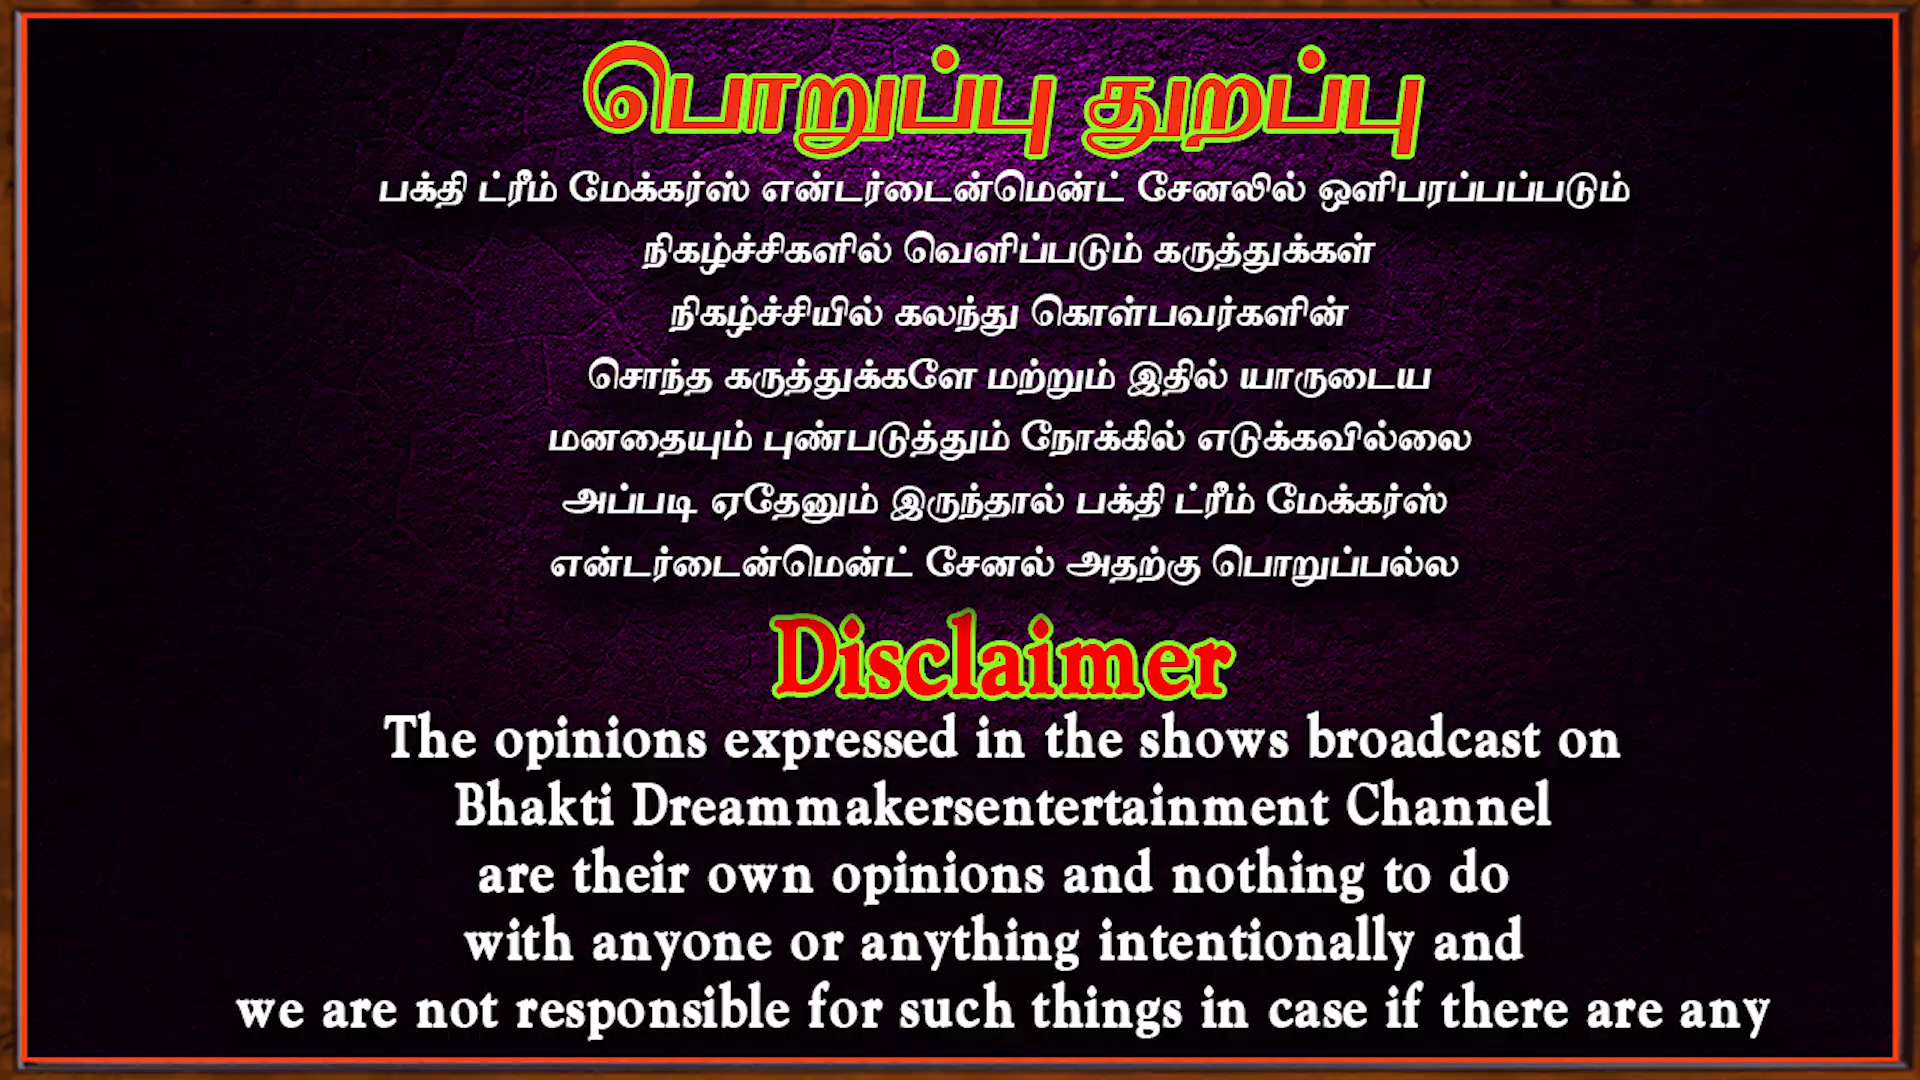 பொறுப்பு துறப்பு
பக்தி ட்ரீம் மேக்கர்ஸ் என்டர்டைன்மென்ட் சேனலில் ஒளிபரப்பப்படும்
நிகழ்ச்சிகளில் வெளிப்படும் கருத்துக்கள்
நிகழ்ச்சியில் கலந்து கொள்பவர்களின்
சொந்த கருத்துக்களே மற்றும் இதில் யாருடைய
மனதையும் புண்படுத்தும் நோக்கில் எடுக்கவில்லை
அப்படி ஏதேனும் இருந்தால் பக்தி ட்ரீம் மேக்கர்ஸ்
என்டர்டைன்மென்ட் சேனல் அதற்கு பொறுப்பல்ல
Disclaimer
The opinions expressed in the shows broadcast on
Bhakti Dreammakersentertainment Channel
are their own opinions and nothing to do
with anyone or anything intentionally and
we are not responsible for such things in case if there are any